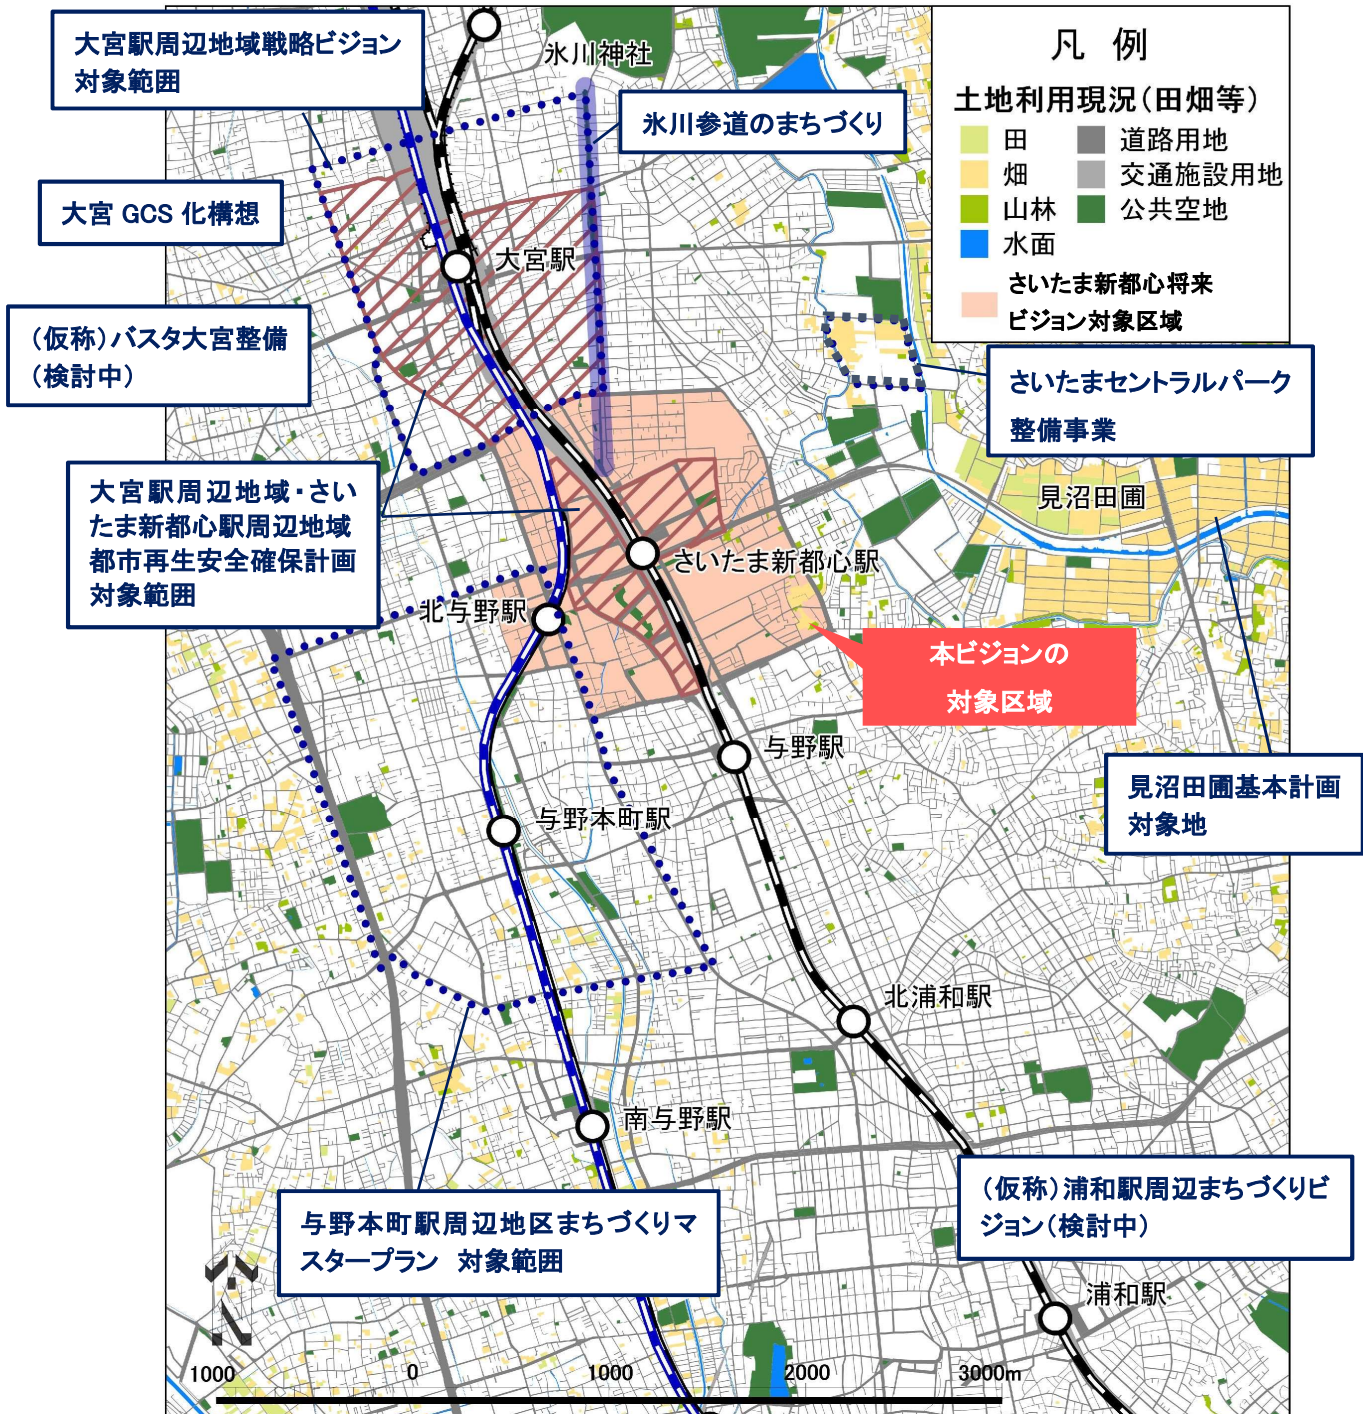 大宮駅周辺地域戦略ビジョン
対象範囲
氷川神社
氷川参道のまちづくり
凡 例
土地利用現況(田畑等)
田
道路用地
畑
交通施設用地
山林
公共空地
水面
さいたま新都心将来
ビジョン対象区域
大宮 GCS 化構想
大宮駅
(仮称)バスタ大宮整備
(検討中)
さいたまセントラルパーク
整備事業
大宮駅周辺地域・さい
たま新都心駅周辺地域
都市再生安全確保計画
対象範囲
見沼田圃
さいたま新都心駅
北与野駅
本ビジョンの
対象区域
与野駅
見沼田圃基本計画
対象地
与野本町駅
北浦和駅
南与野駅
(仮称)浦和駅周辺まちづくりビ
ジョン(検討中)
与野本町駅周辺地区まちづくりマ
スタープラン 対象範囲
浦和駅
1000 0 1000 2000 3000m